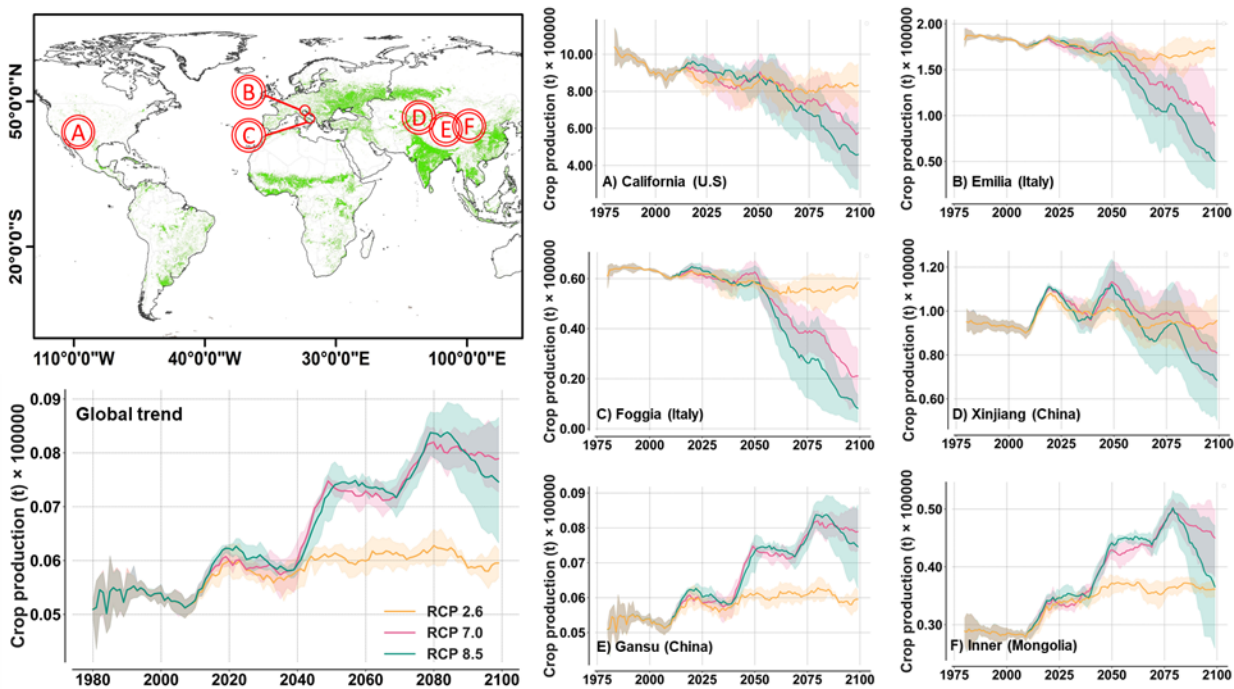 50°0'0"N
20°0'0"S
A
B
C
D
E
F
110°00'0"W
40°00'0"W
30°00'0"E
100°00'0"E
Crop production (t) × 100000
0.09
0.08
0.07
0.06
0.05
Global trend
RCP 2.6
RCP 7.0
RCP 8.5
1980 2000 2020 2040 2060 2080 2100
Crop production (t) × 100000
10.00
8.00
6.00
4.00
A) California (U.S)
1975 2000 2025 2050 2075 2100
Crop production (t) × 100000
2.00
1.50
1.00
0.50
B) Emilia (Italy)
1975 2000 2025 2050 2075 2100
Crop production (t) × 100000
0.60
0.40
0.20
0.00
C) Foggia (Italy)
1975 2000 2025 2050 2075 2100
Crop production (t) × 100000
1.20
1.00
0.80
0.60
D) Xinjiang (China)
1975 2000 2025 2050 2075 2100
Crop production (t) × 100000
0.09
0.08
0.07
0.06
0.05
E) Gansu (China)
1975 2000 2025 2050 2075 2100
Crop production (t) × 100000
0.50
0.40
0.30
F) Inner (Mongolia)
1975 2000 2025 2050 2075 2100